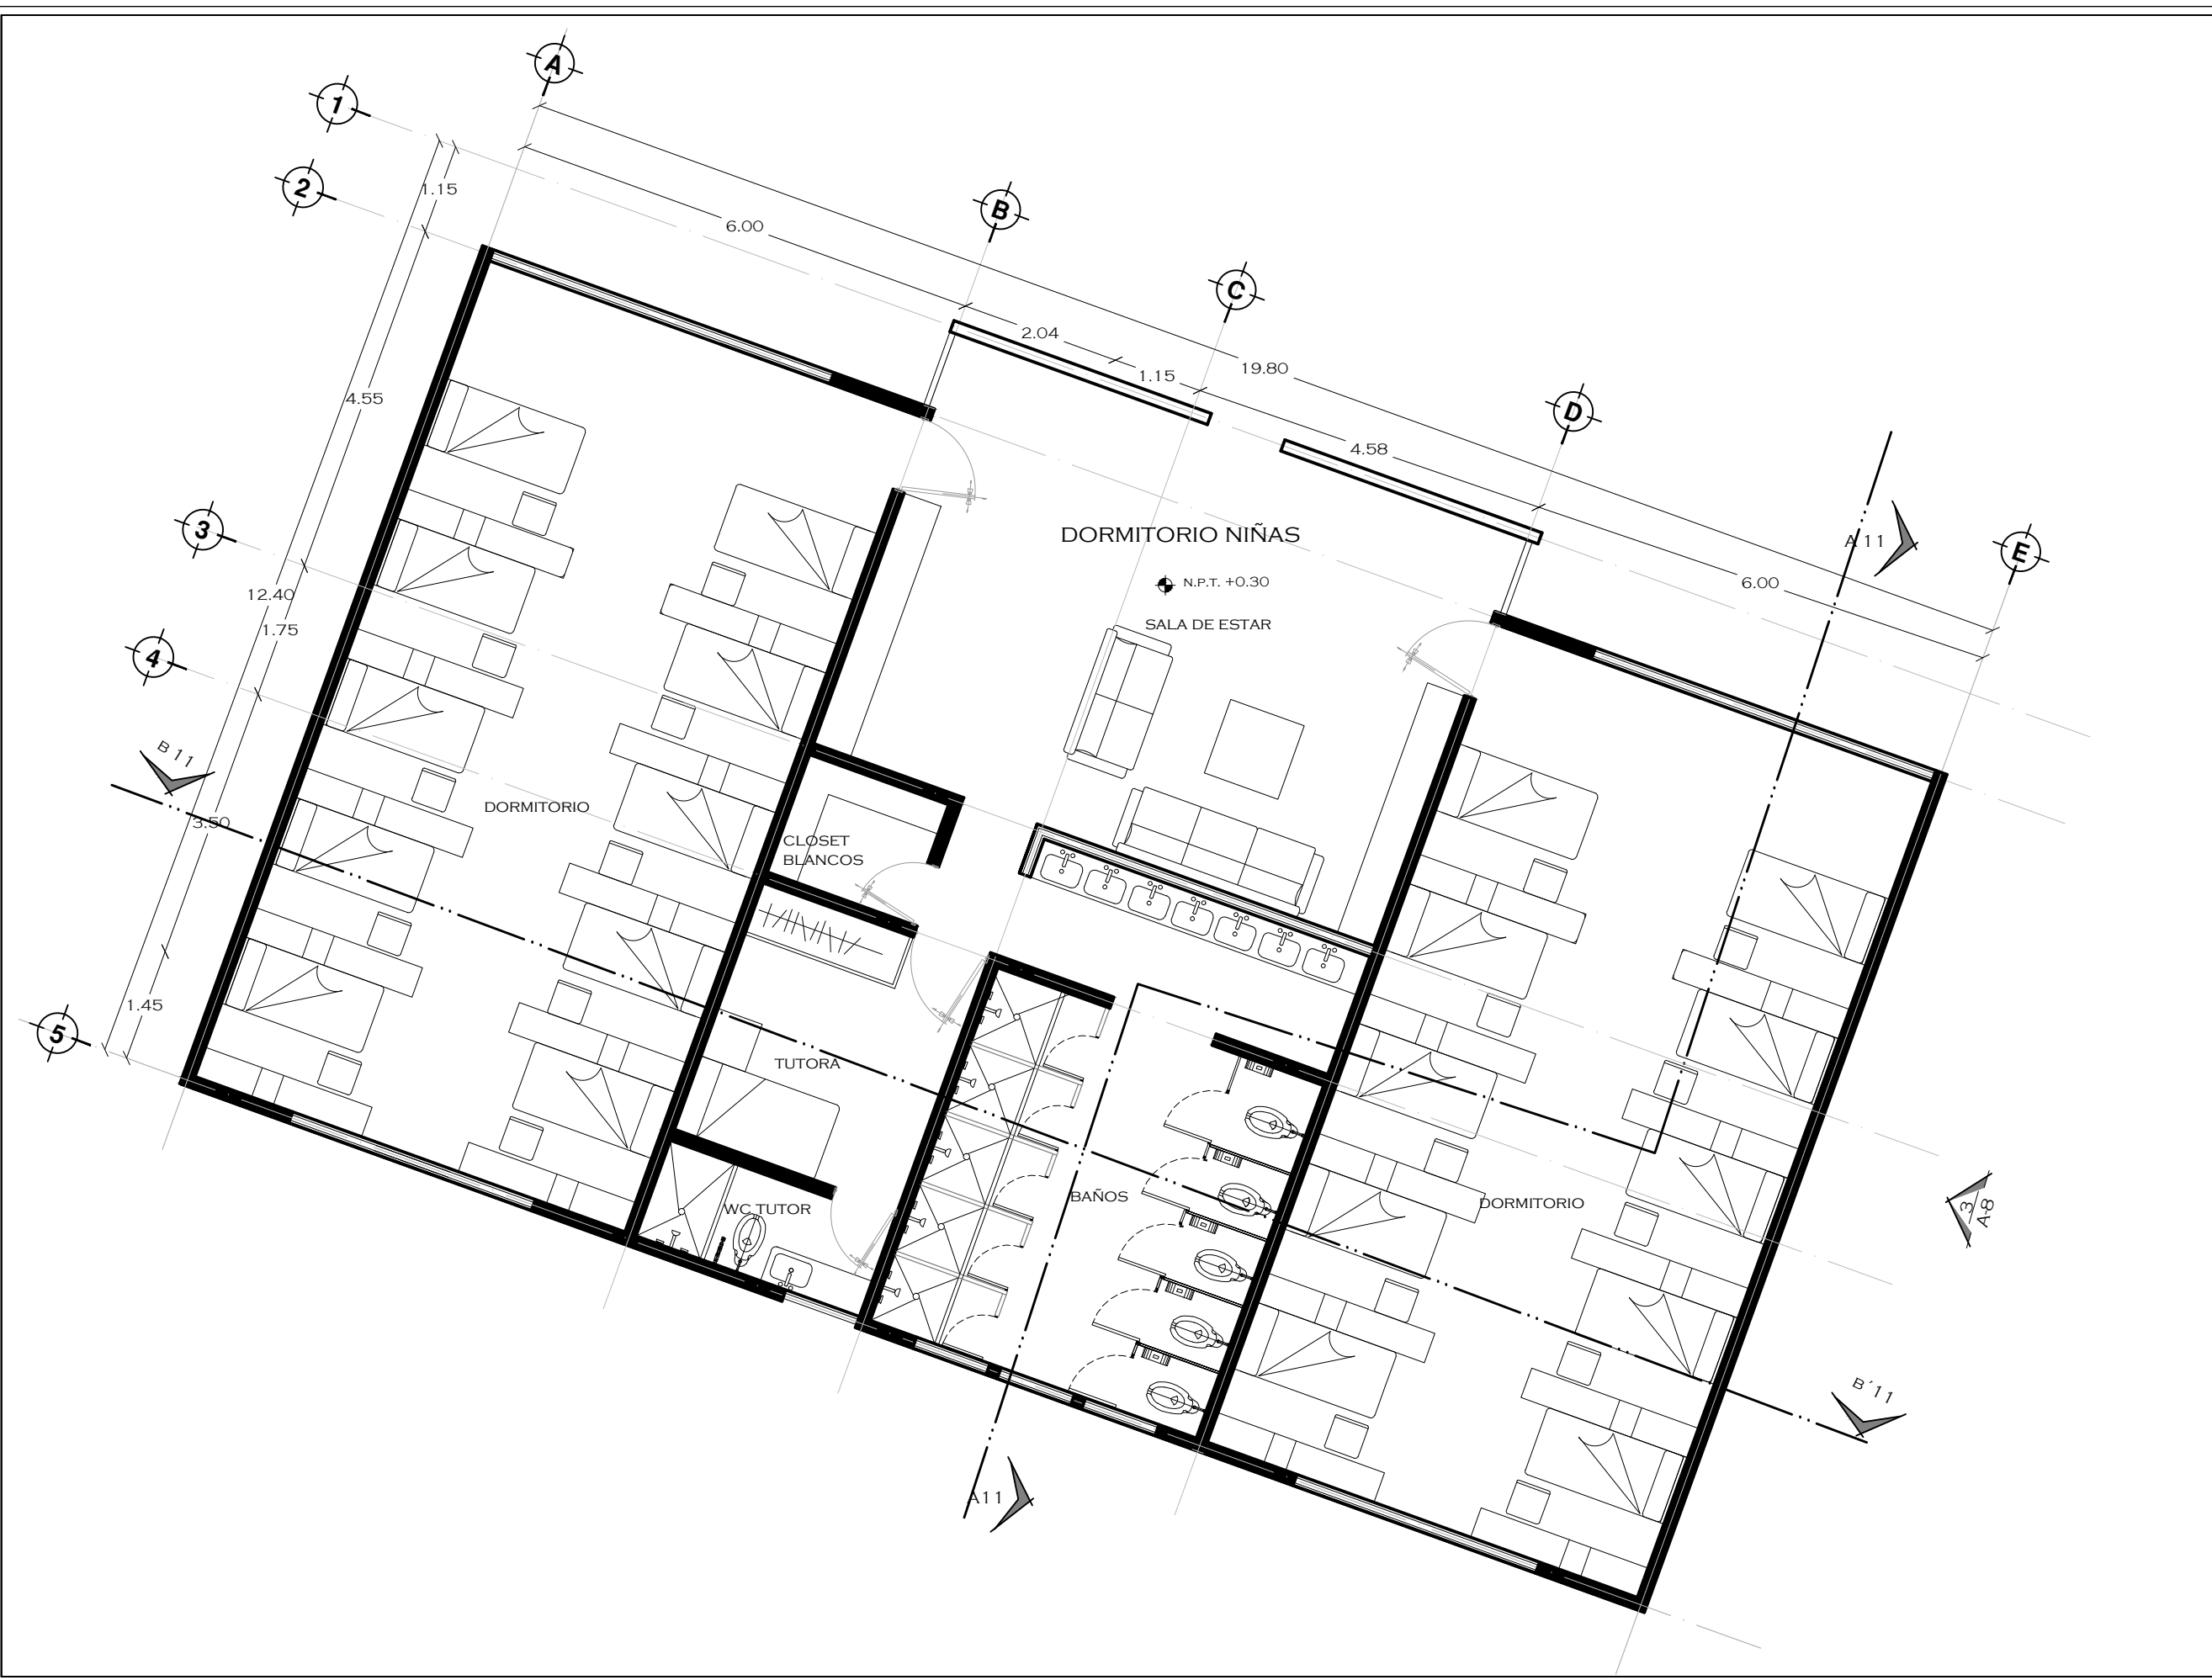 A
1
2
B
1.15
6.00
C
2.04
19.80
1.15
D
4.55
4.58
3
DORMITORIO NIÑAS
A 11
E
N.P.T. +0.30
6.00
12.40
1.75
SALA DE ESTAR
4
B 11
DORMITORIO
3.50
CLOSET
BLANCOS
1.45
5
TUTORA
BAÑOS
DORMITORIO
WC TUTOR
3
A-8
B´11
A11